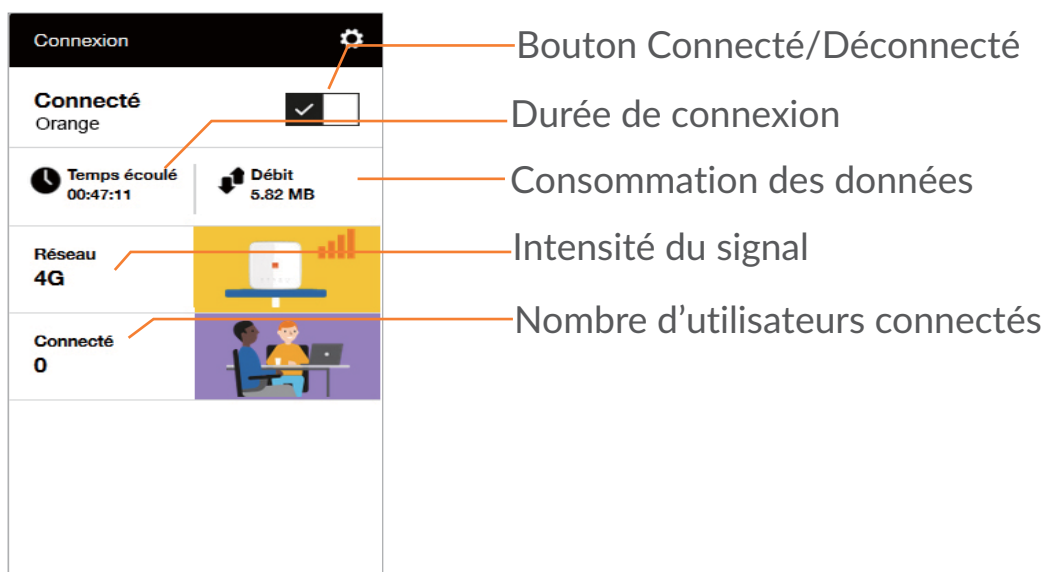 Connexion
Bouton Connecté/Déconnecté
Connecté
Orange
Durée de connexion
Temps écoulé
00:47:11
Débit
5.82 MB
Consommation des données
Réseau
4G
Intensité du signal
Connecté
0
Nombre d’utilisateurs connectés